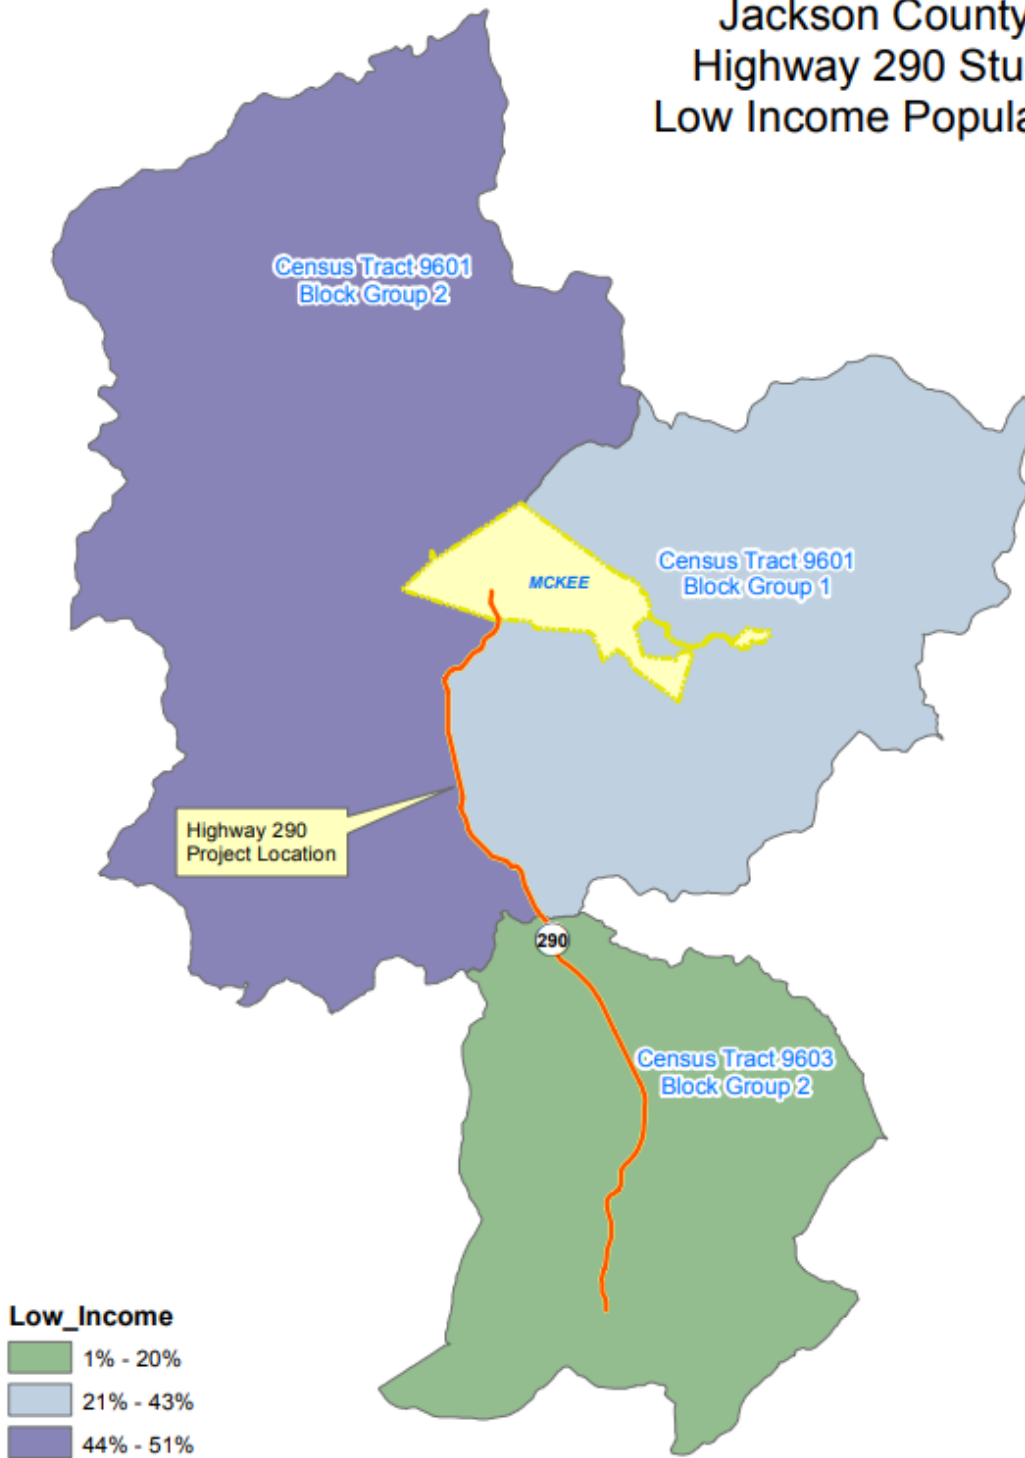 Jackson County
Highway 290 Stu
Low Income Popula
Census Tract 9601
Block Group 2
Census Tract 9601
Block Group 1
MCKEE
Highway 290
Project Location
290
Census Tract 9603
Block Group 2
Low_Income
1% - 20%
21% - 43%
44% - 51%